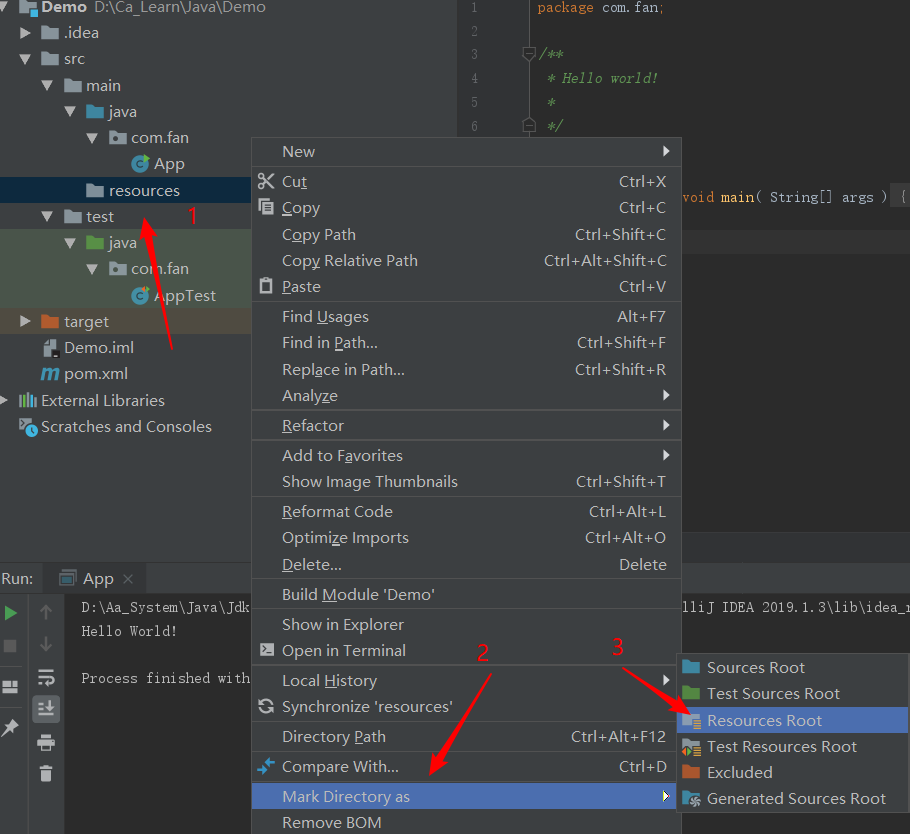 Demo D:\Ca_Learn\Java\Demo
.idea
src
main
java
com.fan
App
resources
1
test
java
com.fan
AppTest
target
Demo.iml
pom.xml
External Libraries
Scratches and Consoles
1 package com.fan;
2
3 /**
4 * Hello world!
5 *
6 */
void main( String[] args ) {
New
Cut Ctrl+X
Copy Ctrl+C
Copy Path Ctrl+Shift+C
Copy Relative Path Ctrl+Alt+Shift+C
Paste Ctrl+V
Find Usages Alt+F7
Find in Path... Ctrl+Shift+F
Replace in Path... Ctrl+Shift+R
Analyze
Refactor
Add to Favorites
Show Image Thumbnails Ctrl+Shift+T
Reformat Code Ctrl+Alt+L
Optimize Imports Ctrl+Alt+O
Delete... Delete
Build Module 'Demo'
Show in Explorer
Open in Terminal
2
Local History
Synchronize 'resources'
Directory Path Ctrl+Alt+F12
Compare With... Ctrl+D
Mark Directory as
Remove BOM
3
Sources Root
Test Sources Root
Resources Root
Test Resources Root
Excluded
Generated Sources Root
Run: App
D:\Aa_System\Java\Jdk lliJ IDEA 2019.1.3\lib\idea_r
Hello World!
Process finished with